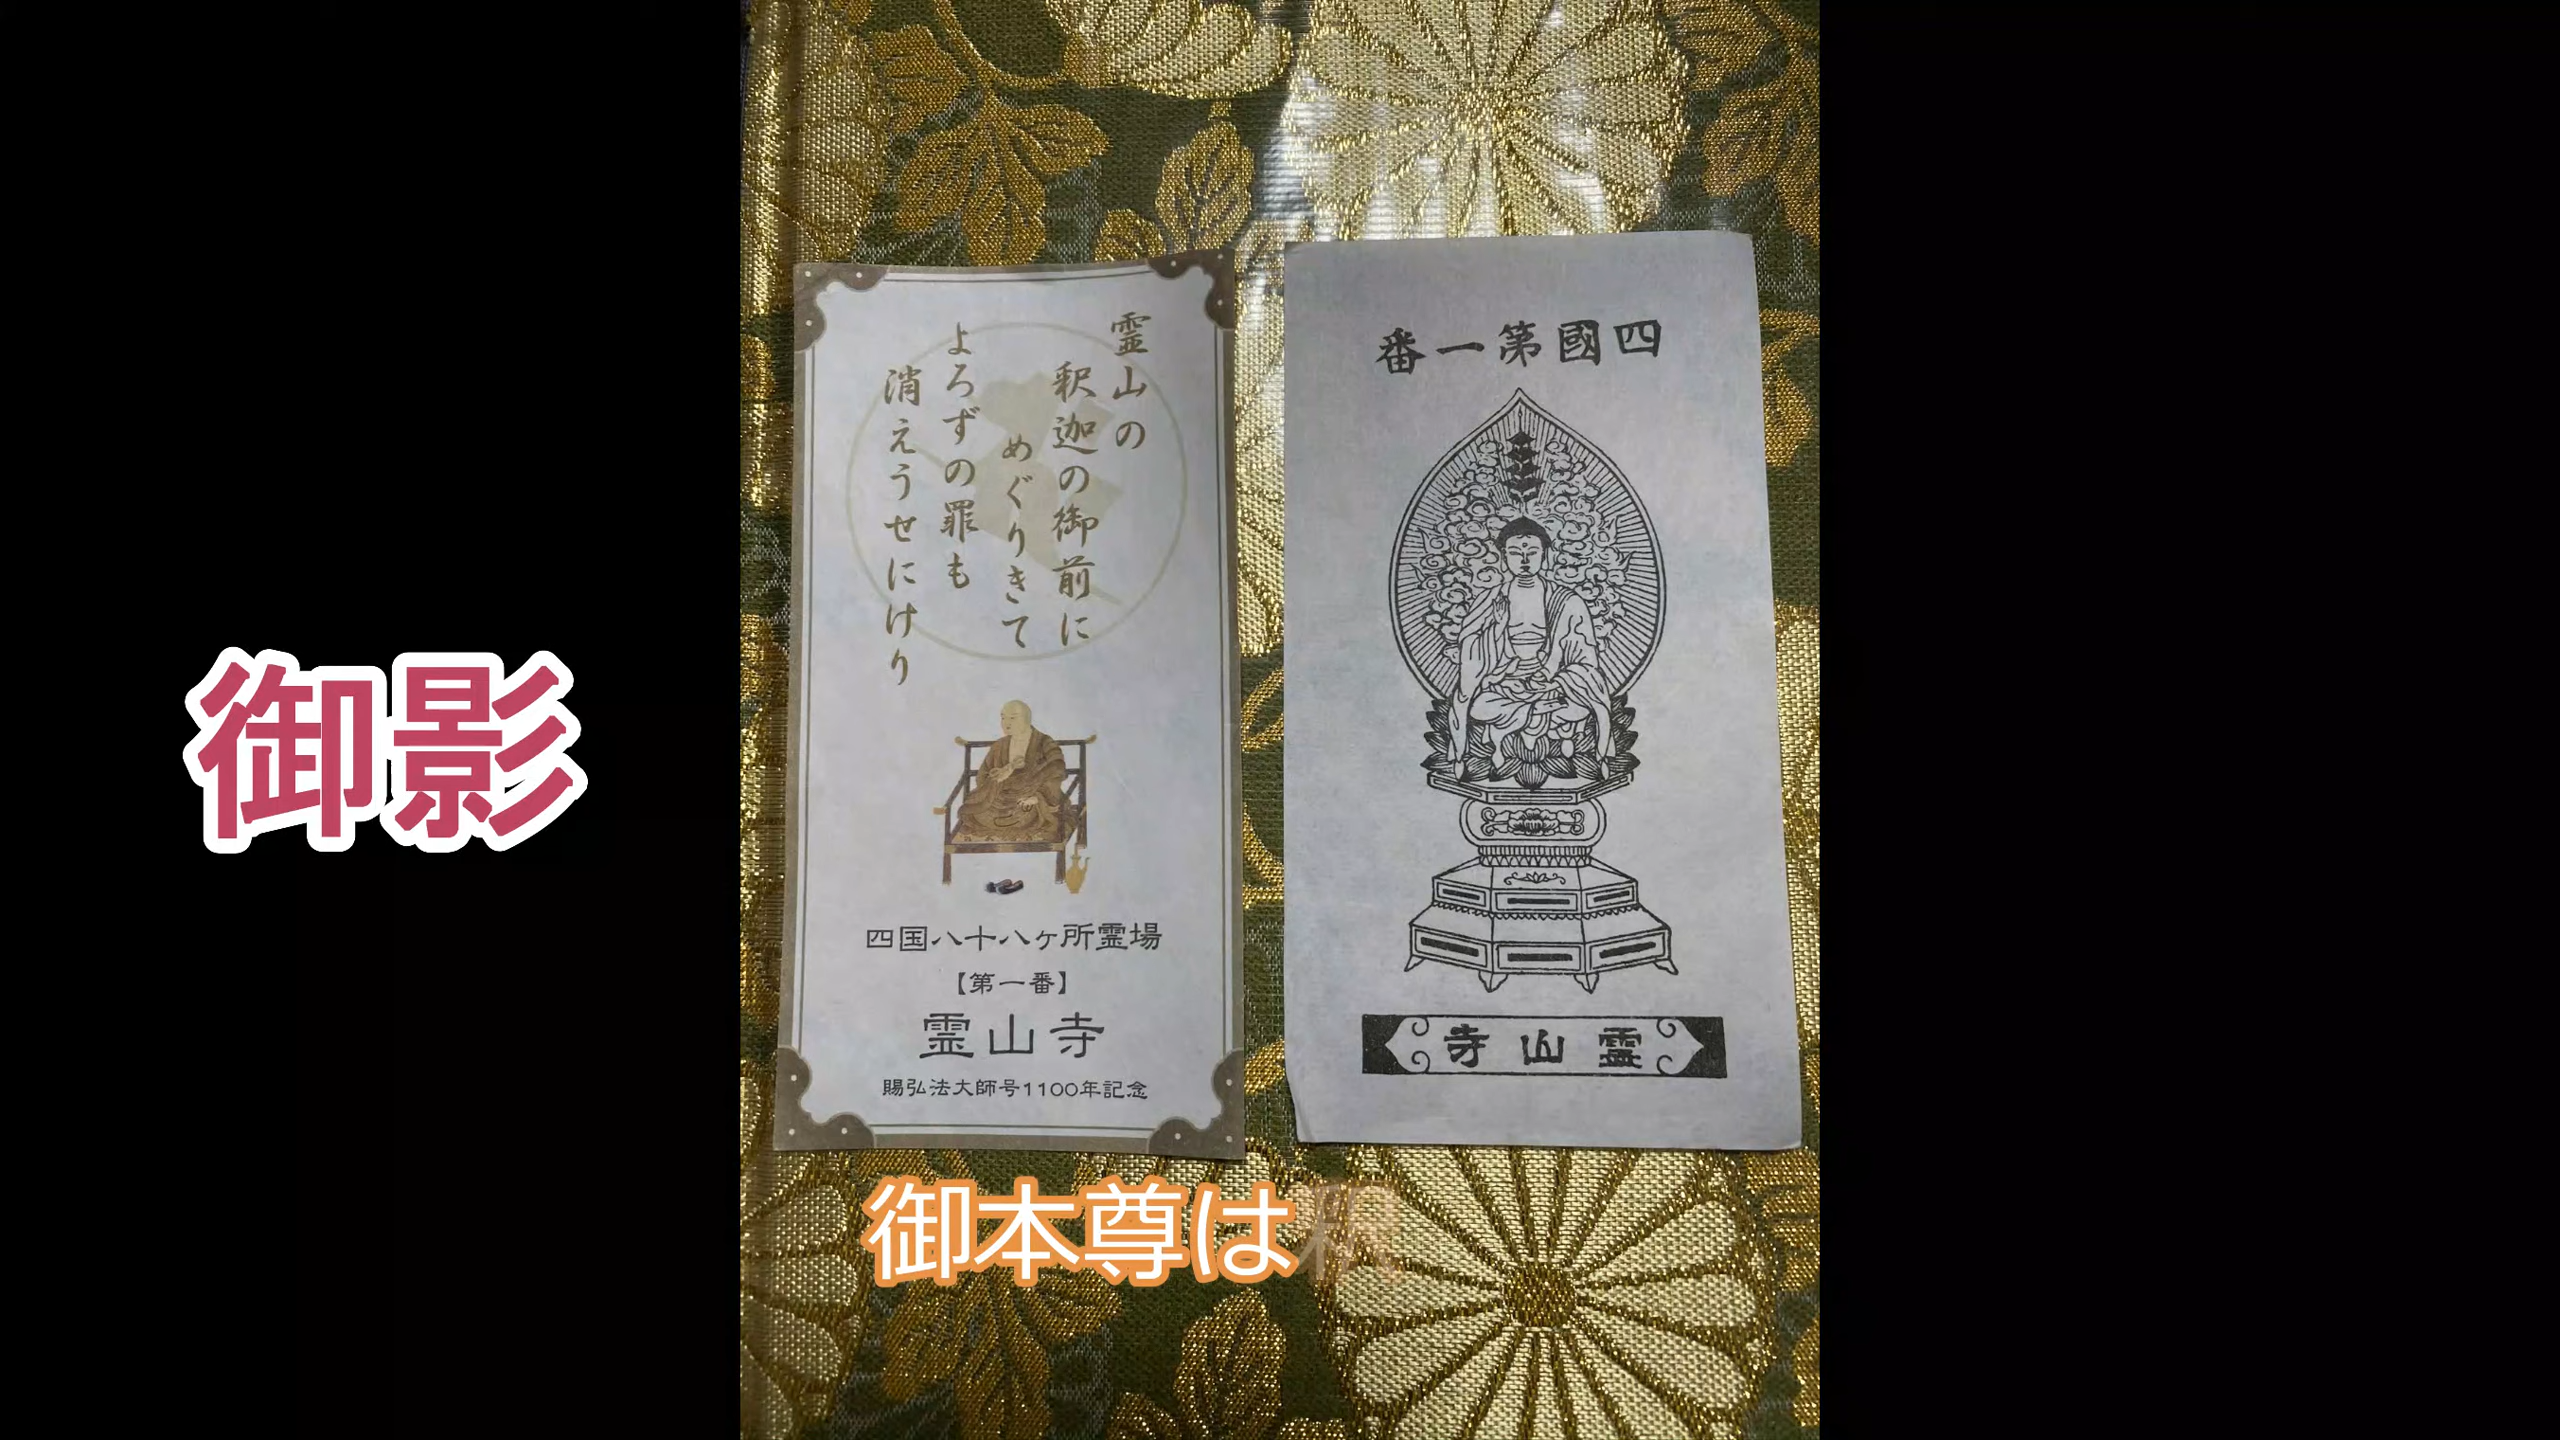 御影
霊山の
釈迦の御前に
めぐりきて
よろずの罪も
消えうせにけり
四国八十八ヶ所霊場
【第一番】
霊山寺
賜弘法大師号1100年記念
四國第一番
霊山寺
御本尊は釈